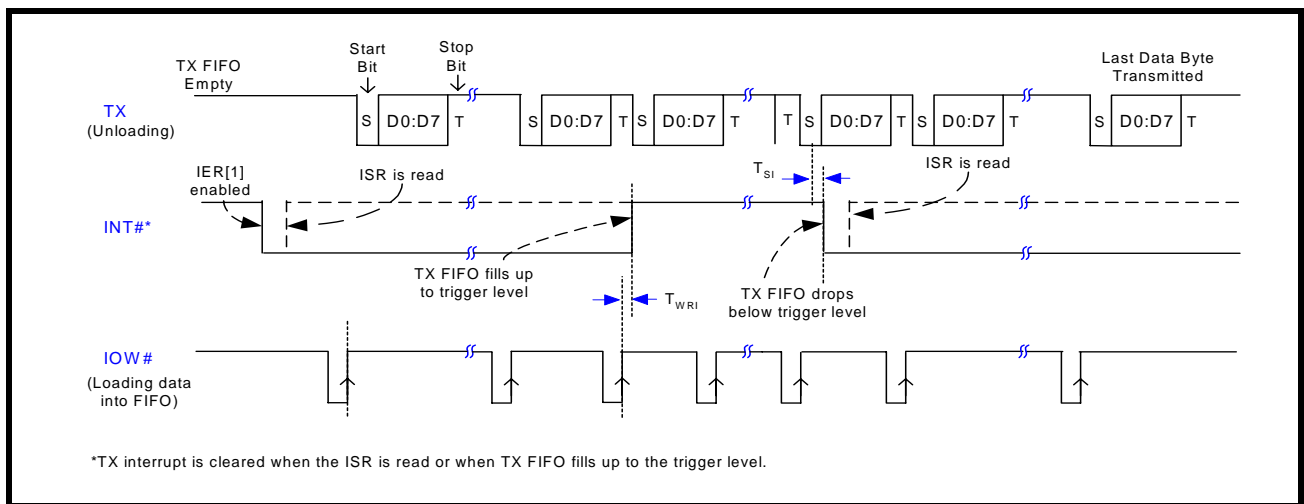 Start
Bit
Stop
Bit
TX FIFO
Empty
Last Data Byte
Transmitted
TX
(Unloading)
S D0:D7 T S D0:D7 T S D0:D7 T T S D0:D7 T S D0:D7 T S D0:D7 T
IER[1]
enabled
ISR is read
TSI
ISR is read
INT#*
TX FIFO fills up
to trigger level
TWRI
TX FIFO drops
below trigger level
IOW#
(Loading data
into FIFO)
*TX interrupt is cleared when the ISR is read or when TX FIFO fills up to the trigger level.